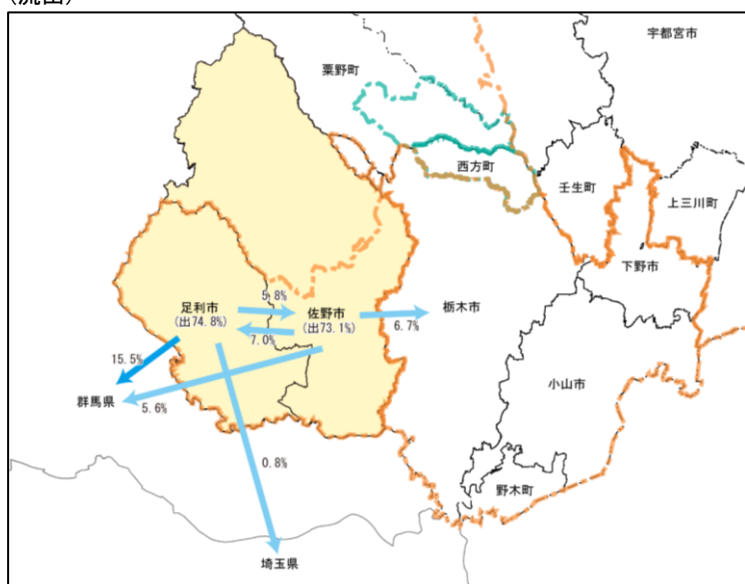 宇都宮市
粟野町
西方町
壬生町
上三川町
下野市
足利市
(出74.8%)
5.8%
7.0%
佐野市
(出73.1%)
6.7%
栃木市
15.5%
群馬県
5.6%
小山市
0.8%
野木町
埼玉県